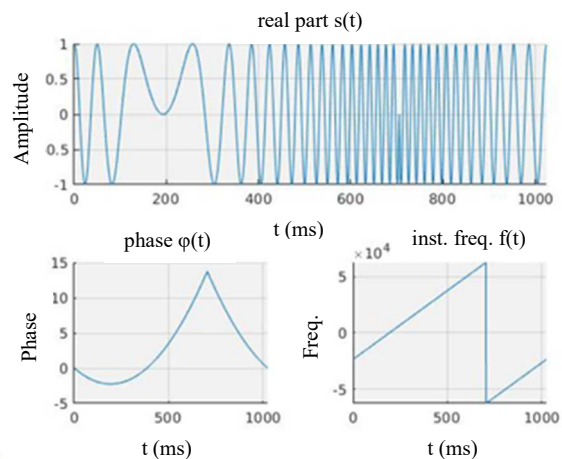 real part s(t)
Amplitude
1
0.5
0
0.5
-1
0
200
400
600
800
1000
t (ms)
phase φ(t)
Phase
15
10
5
0
-5
0
500
1000
t (ms)
inst. freq. f(t)
×10⁴
Freq.
5
0
-5
0
500
1000
t (ms)